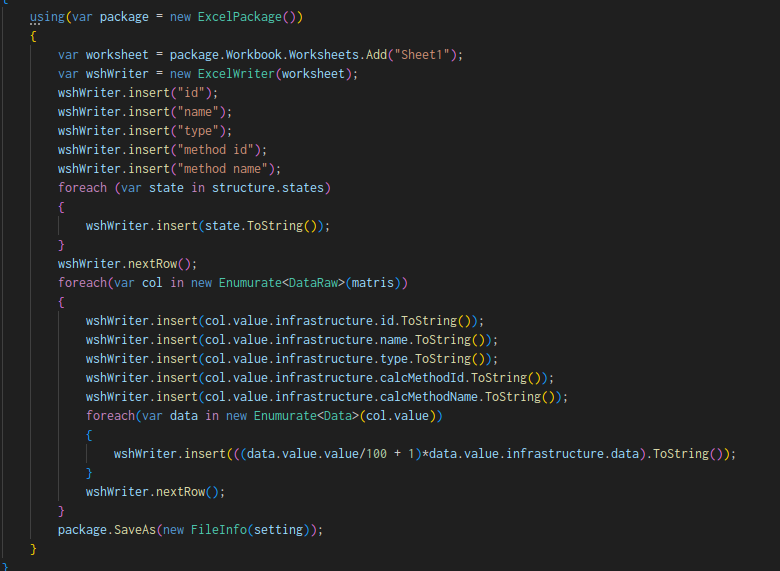 {
using(var package = new ExcelPackage())
{
var worksheet = package.Workbook.Worksheets.Add("Sheet1");
var wshWriter = new ExcelWriter(worksheet);
wshWriter.insert("id");
wshWriter.insert("name");
wshWriter.insert("type");
wshWriter.insert("method id");
wshWriter.insert("method name");
foreach (var state in structure.states)
{
wshWriter.insert(state.ToString());
}
wshWriter.nextRow();
foreach(var col in new Enumurate<DataRaw>(matris))
{
wshWriter.insert(col.value.infrastructure.id.ToString());
wshWriter.insert(col.value.infrastructure.name.ToString());
wshWriter.insert(col.value.infrastructure.type.ToString());
wshWriter.insert(col.value.infrastructure.calcMethodId.ToString());
wshWriter.insert(col.value.infrastructure.calcMethodName.ToString());
foreach(var data in new Enumurate<Data>(col.value))
{
wshWriter.insert(((data.value.value/100 + 1)*data.value.infrastructure.data).ToString());
}
wshWriter.nextRow();
}
package.SaveAs(new FileInfo(setting));
}
}